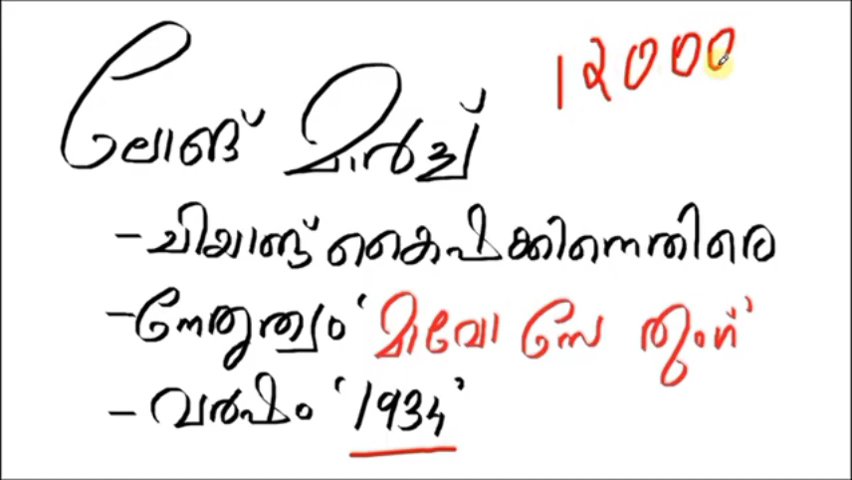 12000
ലോങ് മാർച്ച്
- ചിയാങ് കൈഷക്കിനെതിരെ
- നേതൃത്വം 'മാവോ സേ തുംഗ്'
- വർഷം '1934'